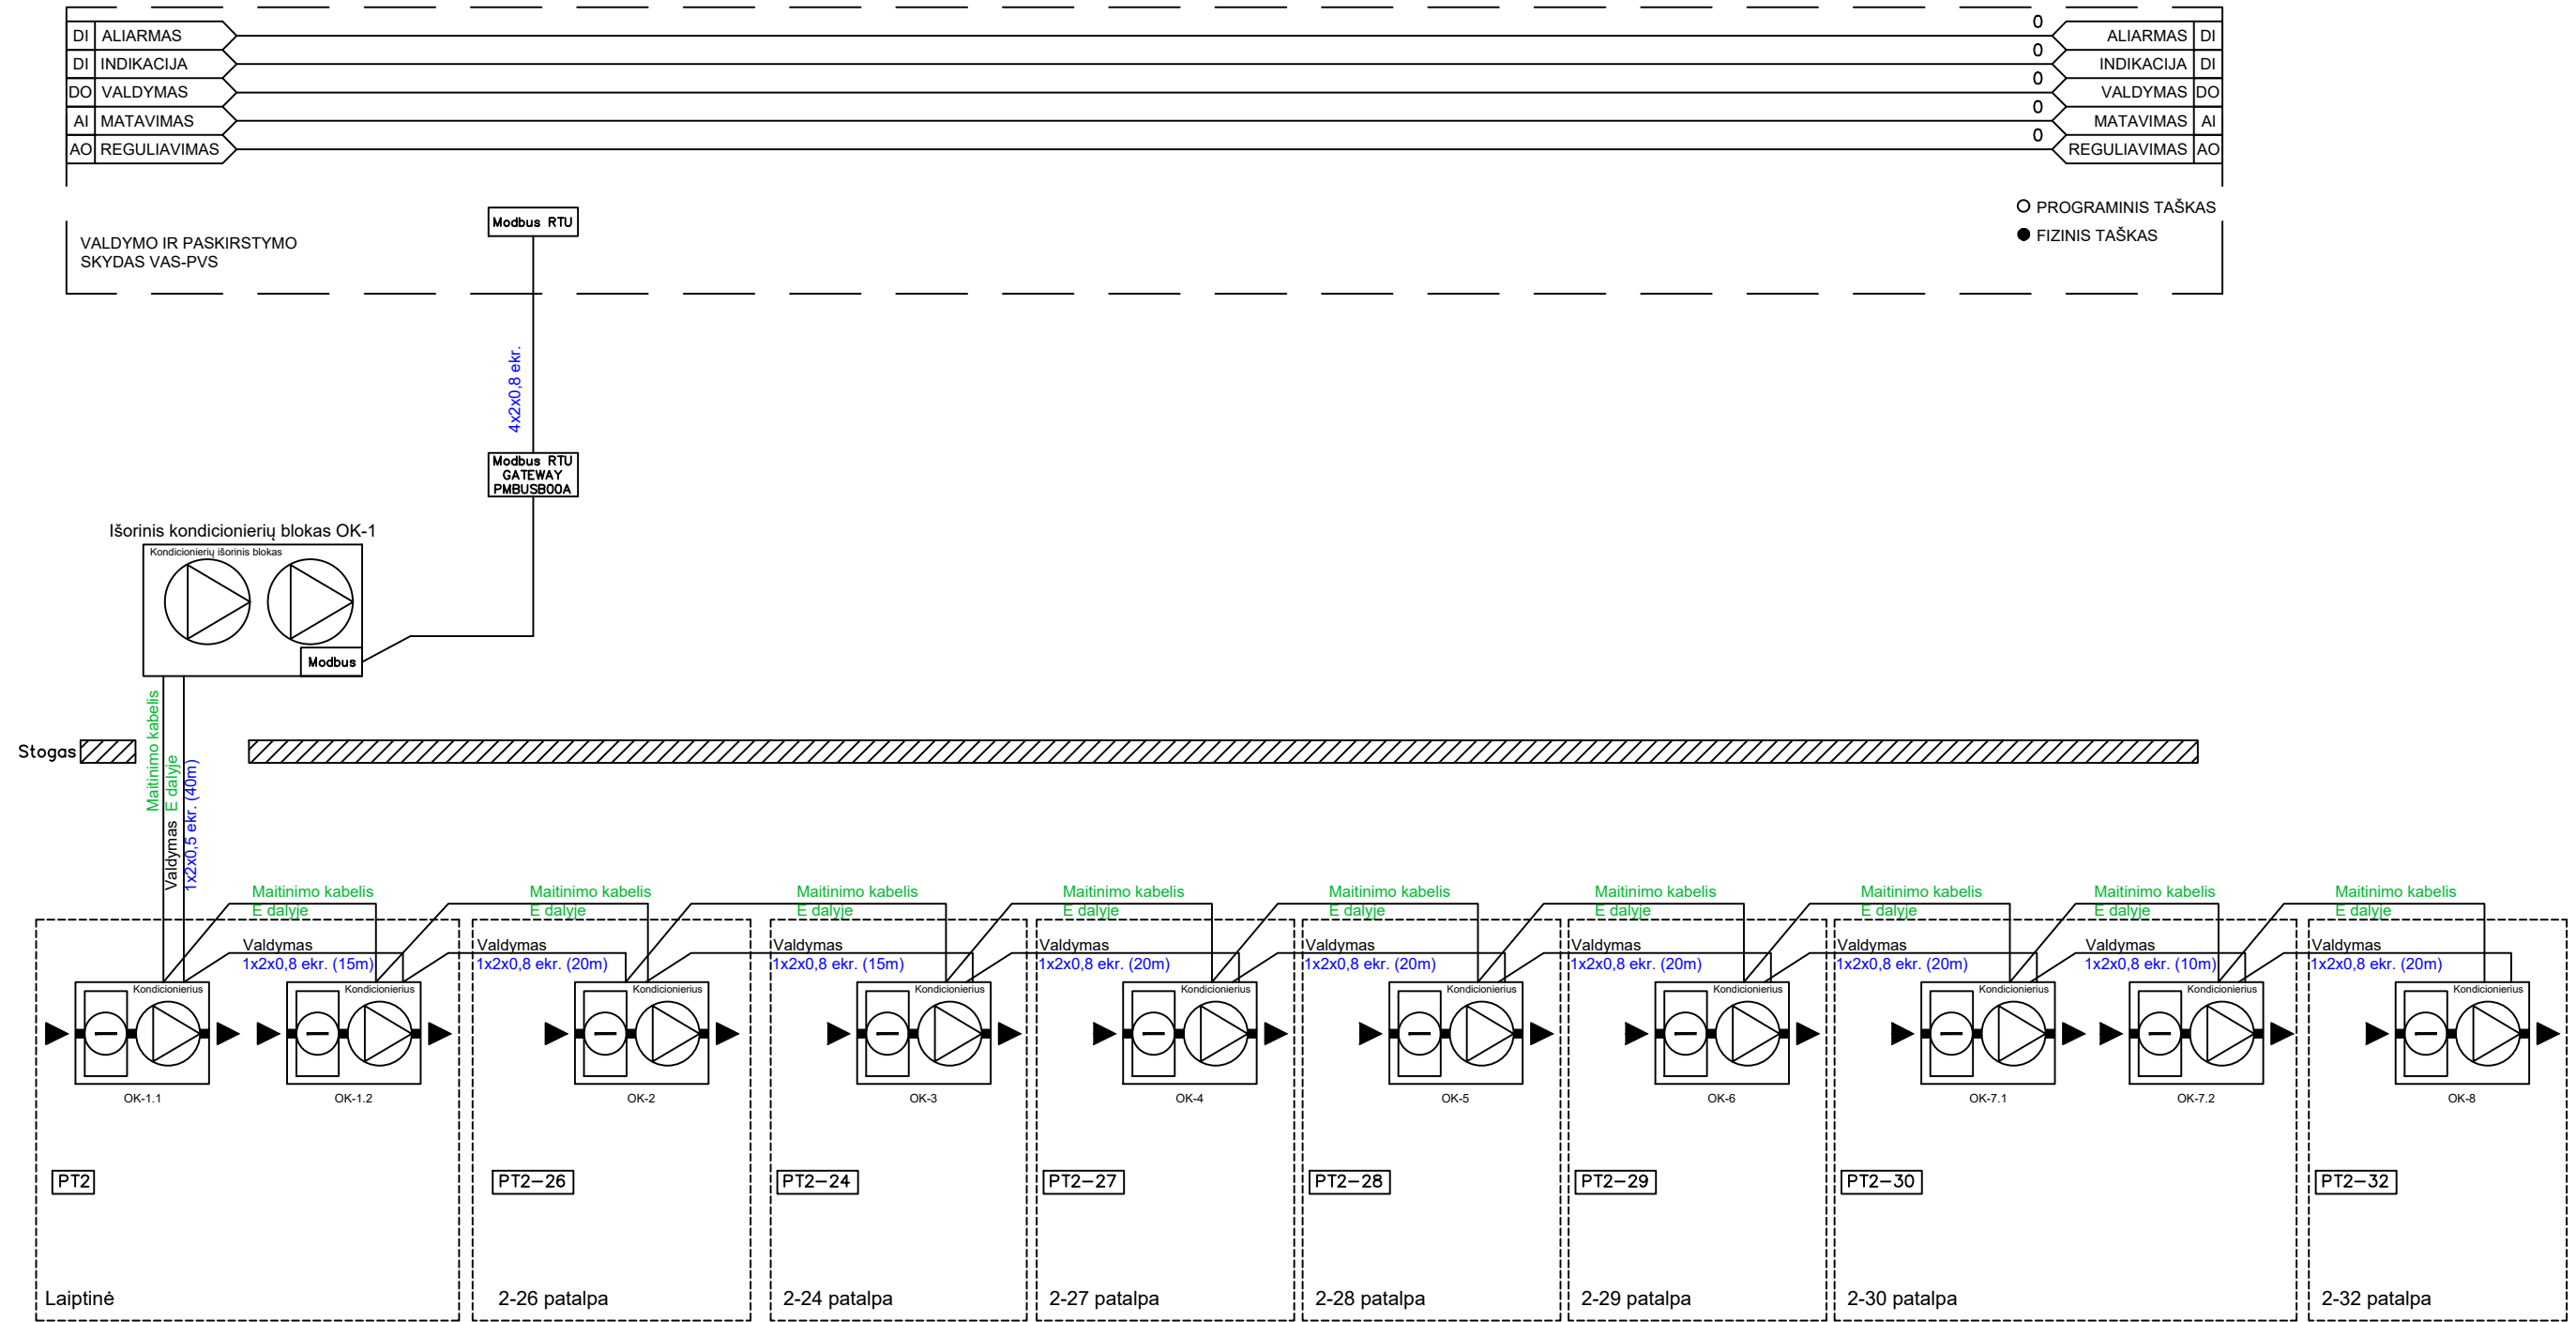 DI ALIARMAS 0 ALIARMAS DI
DI INDIKACIJA 0 INDIKACIJA DI
DO VALDYMAS 0 VALDYMAS DO
AI MATAVIMAS 0 MATAVIMAS AI
AO REGULIAVIMAS 0 REGULIAVIMAS AO
PROGRAMINIS TAŠKAS
FIZINIS TAŠKAS
Modbus RTU
VALDYMO IR PASKIRSTYMO
SKYDAS VAS-PVS
4x2x0,8 ekr.
Modbus RTU
GATEWAY
PMBUSB00A
Išorinis kondicionierių blokas OK-1
Kondicionierių išorinis blokas
Modbus
Stogas
Maitinimo kabelis
E dalyje
Valdymas
1x2x0,5 ekr. (40m)
Maitinimo kabelis
E dalyje
Valdymas
1x2x0,8 ekr. (15m)
Kondicionierius
Kondicionierius
OK-1.1
OK-1.2
PT2
Laiptinė
Maitinimo kabelis
E dalyje
Valdymas
1x2x0,8 ekr. (20m)
Kondicionierius
OK-2
PT2-26
2-26 patalpa
Maitinimo kabelis
E dalyje
Valdymas
1x2x0,8 ekr. (15m)
Kondicionierius
OK-3
PT2-24
2-24 patalpa
Maitinimo kabelis
E dalyje
Valdymas
1x2x0,8 ekr. (20m)
Kondicionierius
OK-4
PT2-27
2-27 patalpa
Maitinimo kabelis
E dalyje
Valdymas
1x2x0,8 ekr. (20m)
Kondicionierius
OK-5
PT2-28
2-28 patalpa
Maitinimo kabelis
E dalyje
Valdymas
1x2x0,8 ekr. (20m)
Kondicionierius
OK-6
PT2-29
2-29 patalpa
Maitinimo kabelis
E dalyje
Valdymas
1x2x0,8 ekr. (20m)
Kondicionierius
OK-7.1
Maitinimo kabelis
E dalyje
Valdymas
1x2x0,8 ekr. (10m)
Kondicionierius
OK-7.2
PT2-30
2-30 patalpa
Maitinimo kabelis
E dalyje
Valdymas
1x2x0,8 ekr. (20m)
Kondicionierius
OK-8
PT2-32
2-32 patalpa